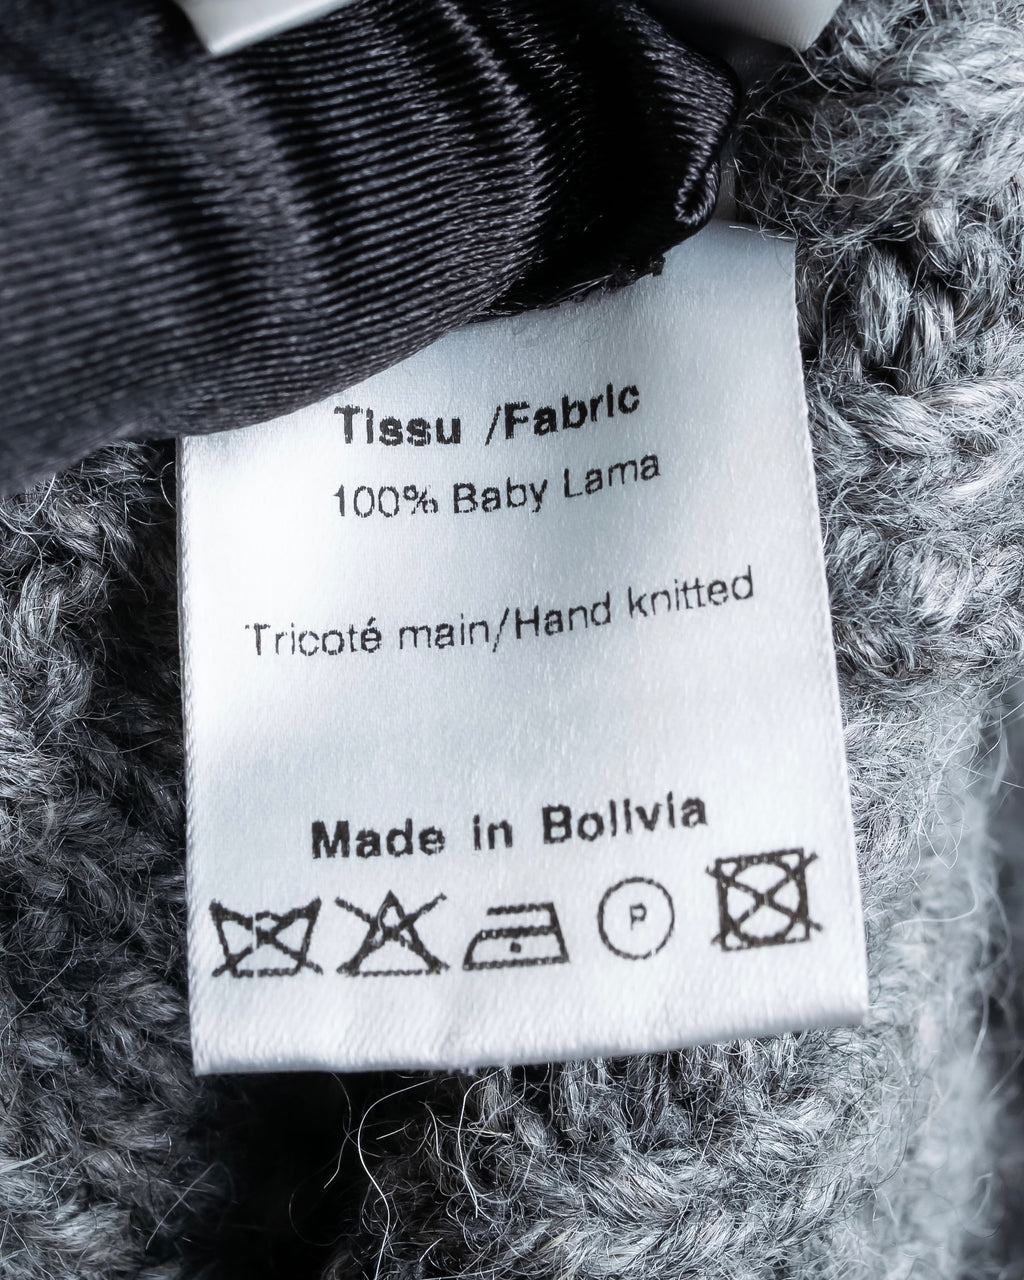 Tissu /Fabric
100% Baby Lama
Tricoté main/Hand knitted
Made in Bolivia
P